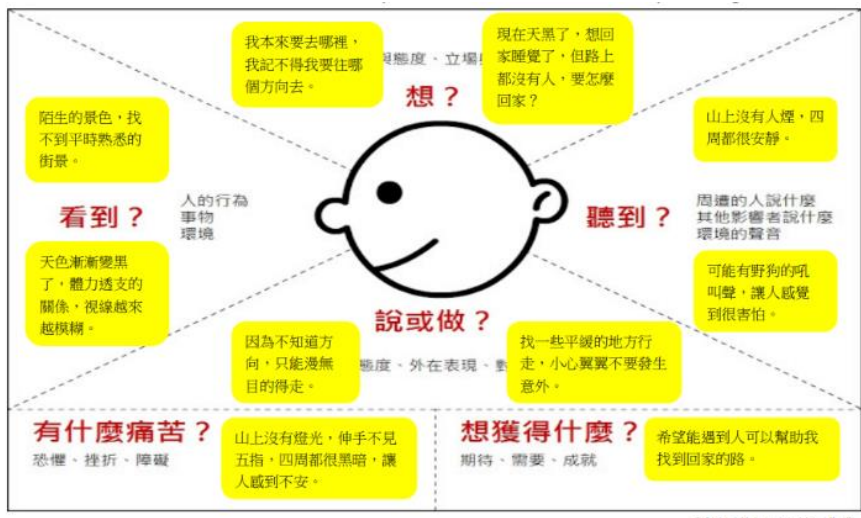 我本來要去哪裡，
我記不得我要往哪
個方向去。
與態度、立場
現在天黑了，想回
家睡覺了，但路上
都沒有人，要怎麼
回家？
想？
陌生的景色，找
不到平時熟悉的
街景。
看到？
人的行為
事物
環境
天色漸漸變黑
了，體力透支的
關係，視線越來
越模糊。
山上沒有人煙，四
周都很安靜。
聽到？
周遭的人說什麼
其他影響者說什麼
環境的聲音
可能有野狗的吼
叫聲，讓人感覺
到很害怕。
說或做？
因為不知道方
向，只能漫無
目的得走。
態度、外在表現、對
找一些平緩的地方行
走，小心翼翼不要發生
意外。
有什麼痛苦？
恐懼、挫折、障礙
山上沒有燈光，伸手不見
五指，四周都很黑暗，讓
人感到不安。
想獲得什麼？
期待、需要、成就
希望能遇到人可以幫助我
找到回家的路。